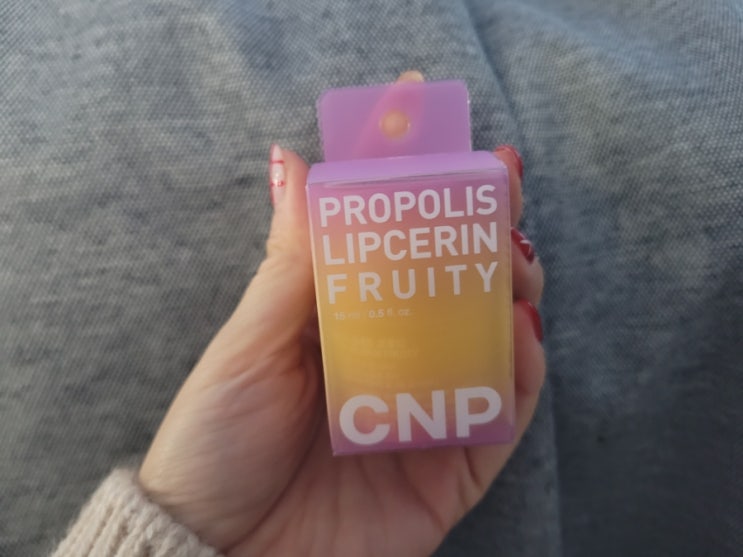 PROPOLIS
LIPCERIN
FRUITY
15 ml / 0.5 fl. oz.
CNP